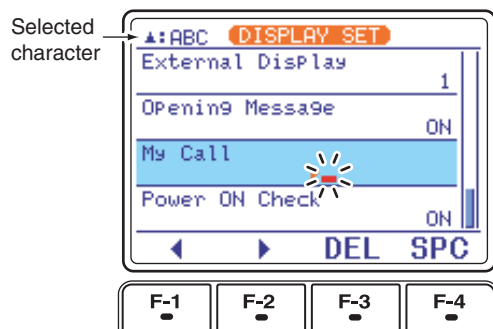 Selected
character
▲:ABC DISPLAY SET
External Display
1
Opening Message
ON
My Call
Power ON Check
ON
◄ ► DEL SPC
F-1 F-2 F-3 F-4